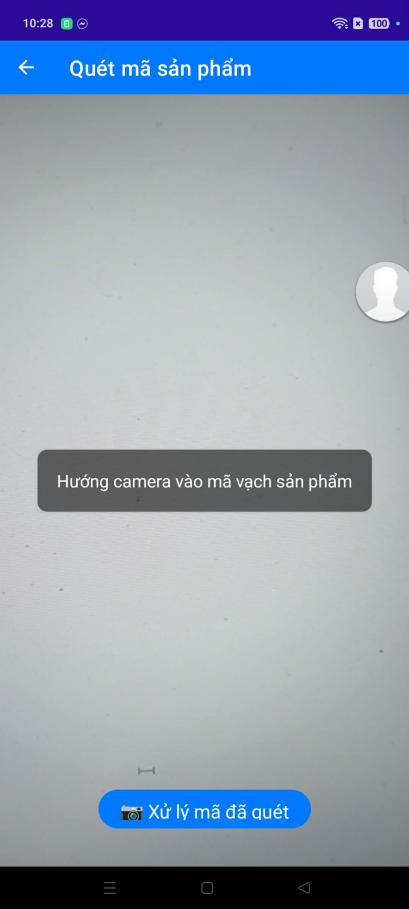 10:28
100
Quét mã sản phẩm
Hướng camera vào mã vạch sản phẩm
Xử lý mã đã quét